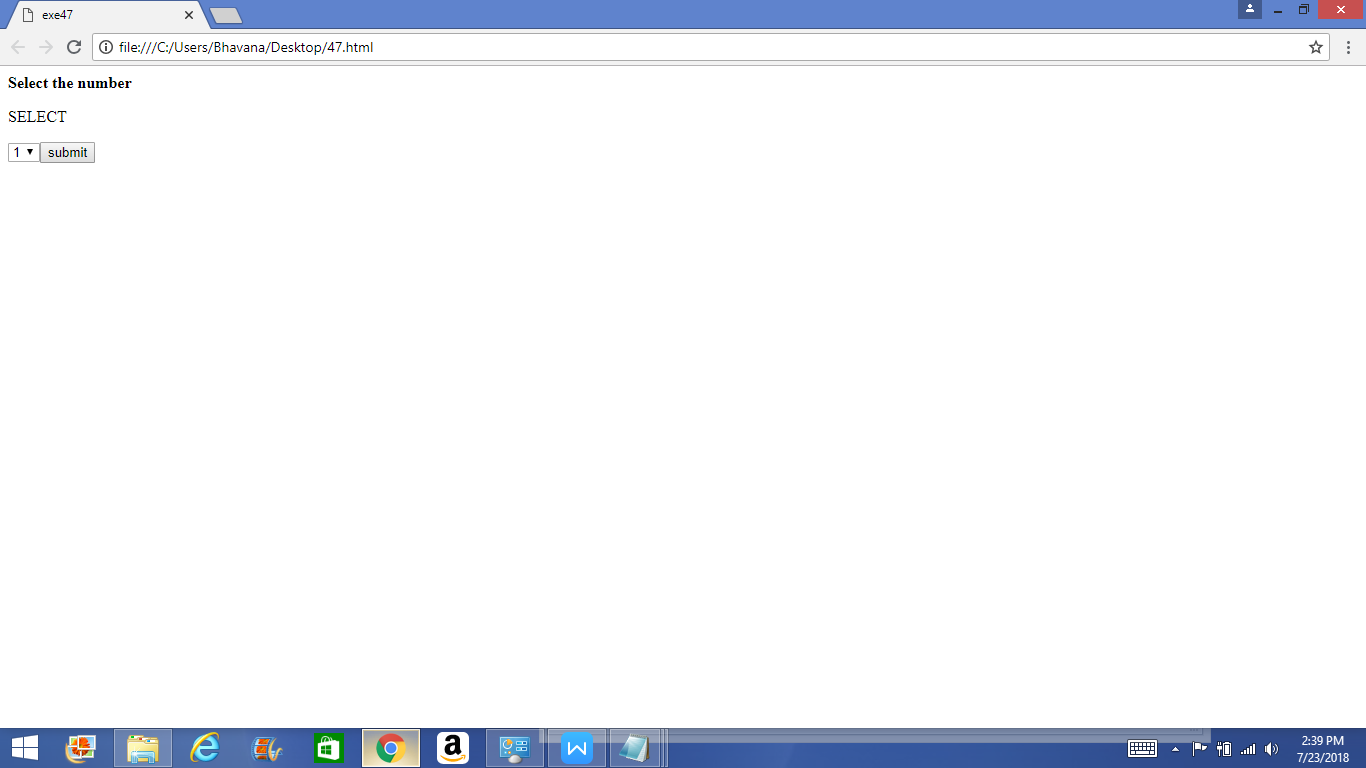 exe47
file:///C:/Users/Bhavana/Desktop/47.html
Select the number
SELECT
1 submit
2:39 PM
7/23/2018